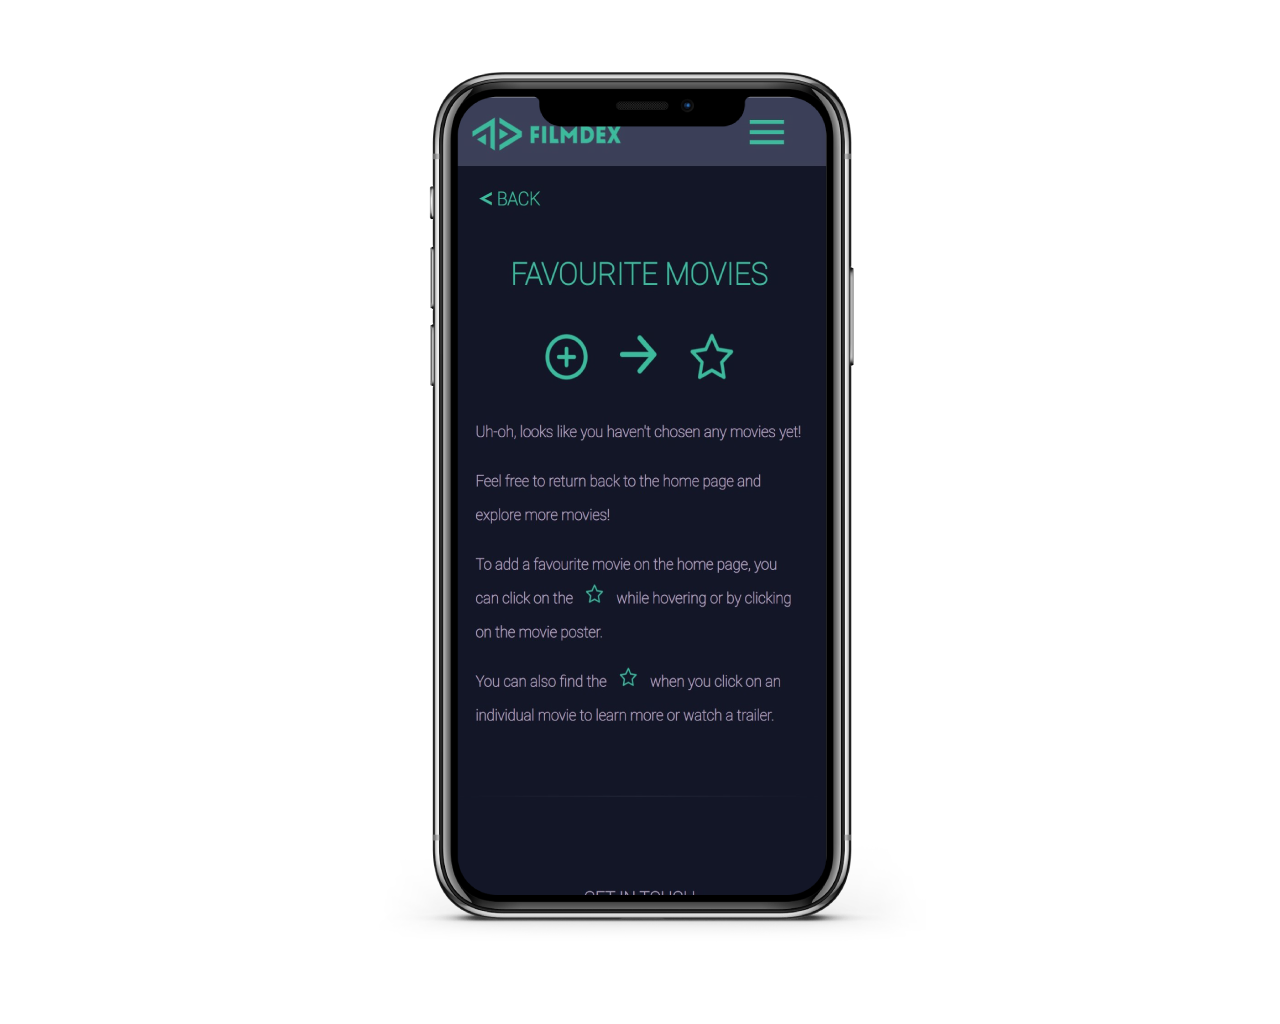 FILMDEX
< BACK
FAVOURITE MOVIES
Uh-oh, looks like you haven't chosen any movies yet!
Feel free to return back to the home page and
explore more movies!
To add a favourite movie on the home page, you
can click on the while hovering or by clicking
on the movie poster.
You can also find the when you click on an
individual movie to learn more or watch a trailer.
GET IN TOUCH